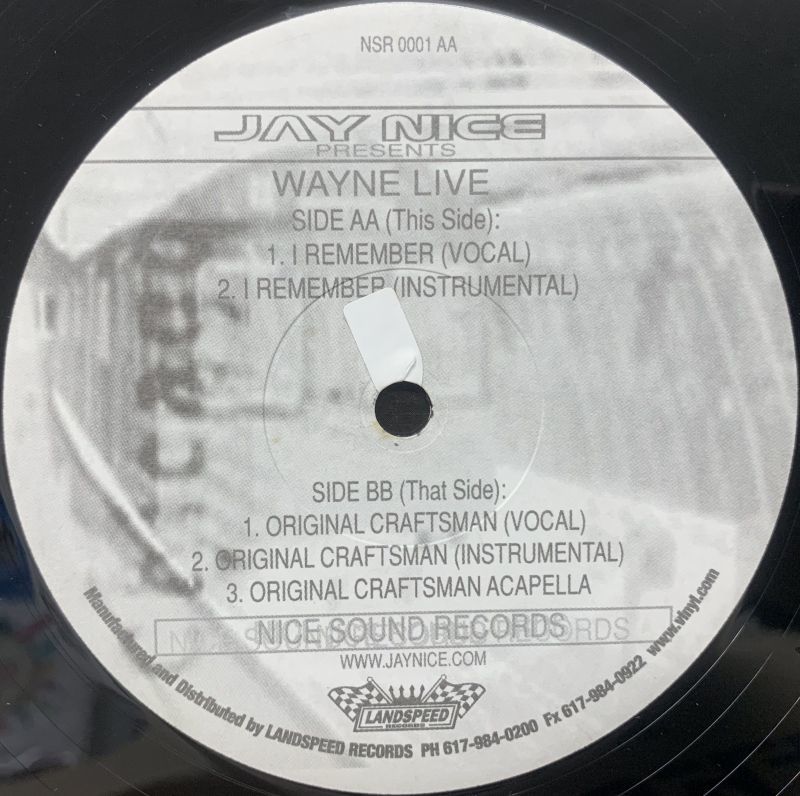 NSR 0001 AA
JAY NICE
PRESENTS
WAYNE LIVE
SIDE AA (This Side):
1. I REMEMBER (VOCAL)
2. I REMEMBER (INSTRUMENTAL)
SIDE BB (That Side):
1. ORIGINAL CRAFTSMAN (VOCAL)
2. ORIGINAL CRAFTSMAN (INSTRUMENTAL)
3. ORIGINAL CRAFTSMAN ACAPELLA
NICE SOUND RECORDS
WWW.JAYNICE.COM
LANDSPEED
RECORDS
Manufactured and Distributed by LANDSPEED RECORDS PH 617-984-0200 Fx 617-984-0922 www.vinyl.com